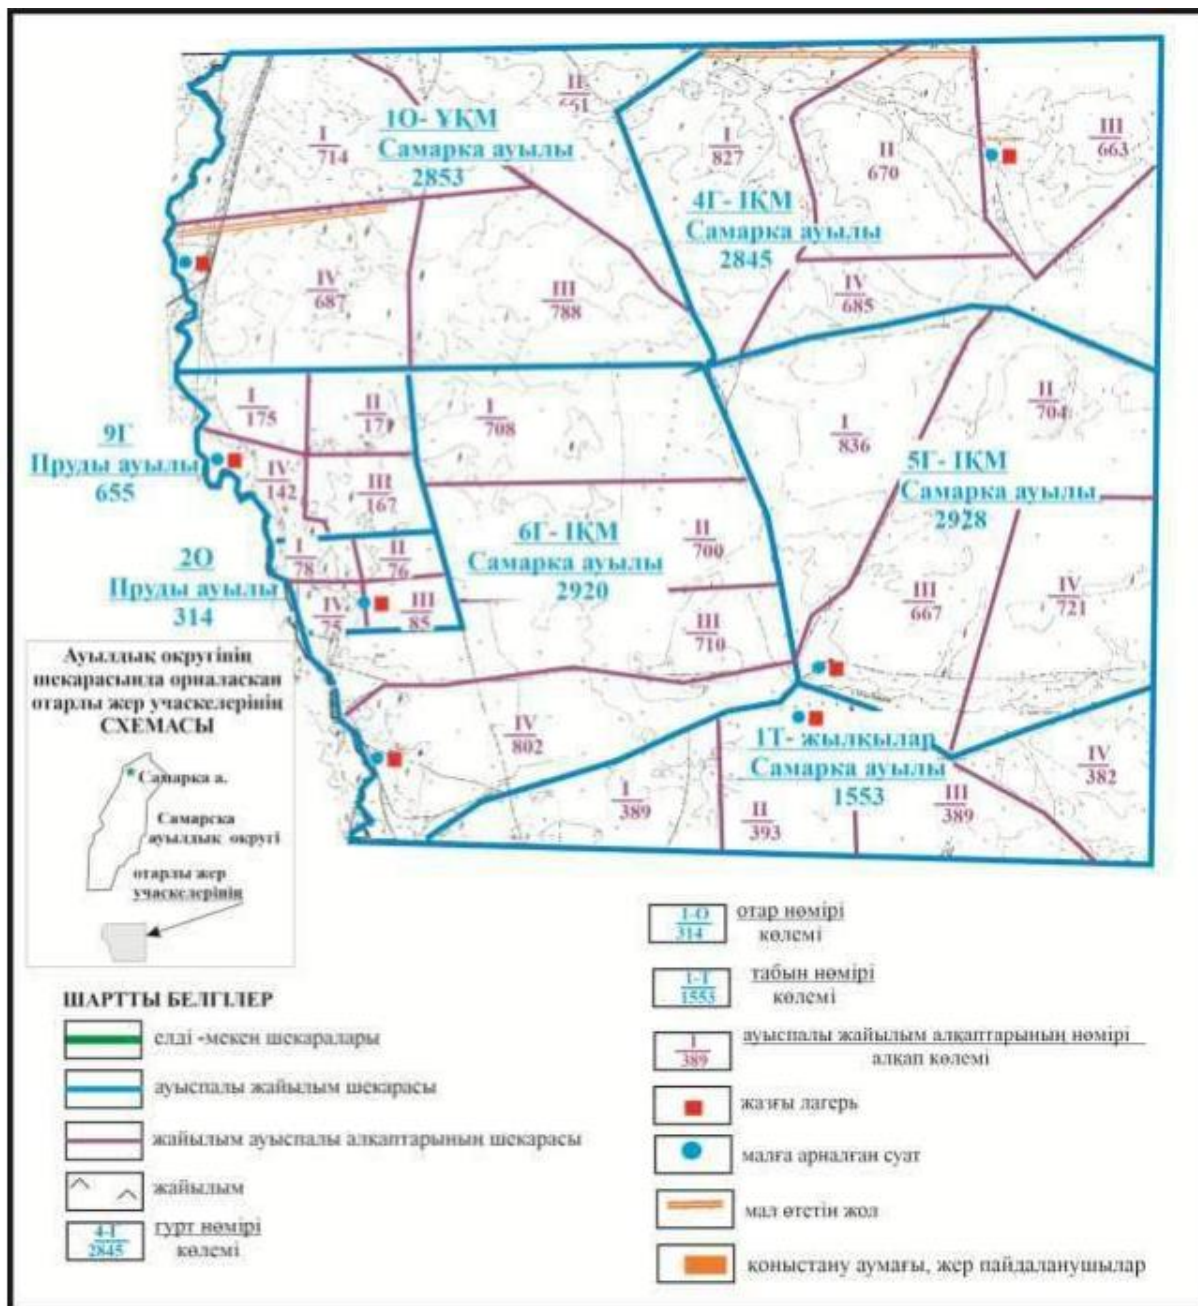 I
714
II
661
1О- ҰҚМ
Самарка ауылы
2853
I
827
II
670
III
663
4Г- ІҚМ
Самарка ауылы
2845
IV
685
IV
687
III
788
I
175
II
171
I
708
II
704
I
836
9Г
Пруды ауылы
655
IV
142
III
167
5Г- ІҚМ
Самарка ауылы
2928
6Г- ІҚМ
Самарка ауылы
2920
II
700
I
78
II
76
2О
Пруды ауылы
314
IV
75
III
85
III
710
III
667
IV
721
IV
802
1Т- жылқылар
Самарка ауылы
1553
I
389
II
393
III
389
IV
382
Ауылдық округінің
шекарасында орналасқан
отарлы жер учаскелерінің
СХЕМАСЫ
Самарка а.
Самарска
ауылдық округі
отарлы жер
учаскелерінің
ШАРТТЫ БЕЛГІЛЕР
елді -мекен шекаралары
ауыспалы жайылым шекарасы
жайылым ауыспалы алқаптарының шекарасы
жайылым
4-Г
2845
гурт нөмірі
көлемі
1-О
314
отар нөмірі
көлемі
1-Т
1553
табын нөмірі
көлемі
I
389
ауыспалы жайылым алқаптарының нөмірі
алқап көлемі
жазғы лагерь
малға арналған суат
мал өтетін жол
қоныстану аумағы, жер пайдаланушылар